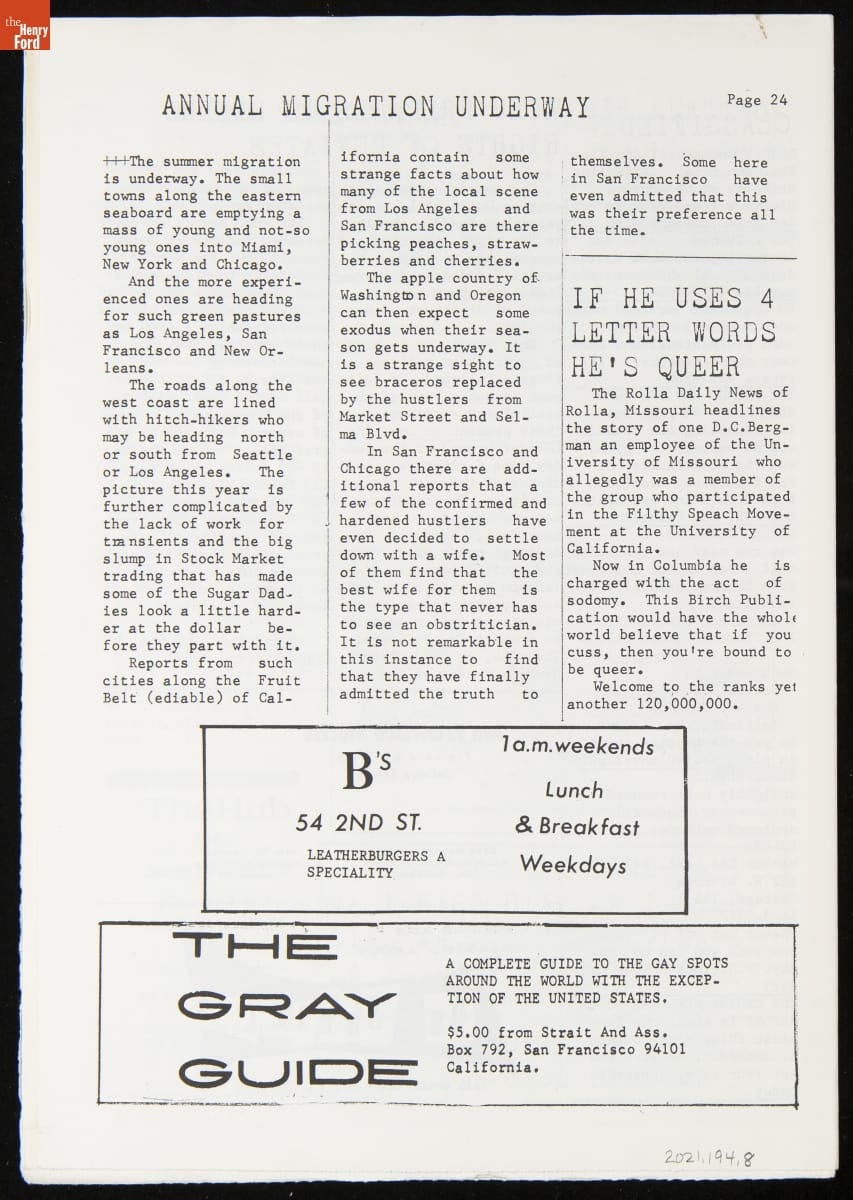 the
Henry
Ford
ANNUAL MIGRATION UNDERWAY
Page 24
+++The summer migration
is underway. The small
towns along the eastern
seaboard are emptying a
mass of young and not-so
young ones into Miami,
New York and Chicago.
And the more experi-
enced ones are heading
for such green pastures
as Los Angeles, San
Francisco and New Or-
leans.
The roads along the
west coast are lined
with hitch-hikers who
may be heading north
or south from Seattle
or Los Angeles. The
picture this year is
further complicated by
the lack of work for
transients and the big
slump in Stock Market
trading that has made
some of the Sugar Dad-
ies look a little hard-
er at the dollar be-
fore they part with it.
Reports from such
cities along the Fruit
Belt (ediable) of Cal-
ifornia contain some
strange facts about how
many of the local scene
from Los Angeles and
San Francisco are there
picking peaches, straw-
berries and cherries.
The apple country of
Washington and Oregon
can then expect some
exodus when their sea-
son gets underway. It
is a strange sight to
see braceros replaced
by the hustlers from
Market Street and Sel-
ma Blvd.
In San Francisco and
Chicago there are add-
itional reports that a
few of the confirmed and
hardened hustlers have
even decided to settle
down with a wife. Most
of them find that the
best wife for them is
the type that never has
to see an obstritician.
It is not remarkable in
this instance to find
that they have finally
admitted the truth to
themselves. Some here
in San Francisco have
even admitted that this
was their preference all
the time.
IF HE USES 4
LETTER WORDS
HE'S QUEER
The Rolla Daily News of
Rolla, Missouri headlines
the story of one D.C.Berg-
man an employee of the Un-
iversity of Missouri who
allegedly was a member of
the group who participated
in the Filthy Speach Move-
ment at the University of
California.
Now in Columbia he is
charged with the act of
sodomy. This Birch Publi-
cation would have the whole
world believe that if you
cuss, then you're bound to
be queer.
Welcome to the ranks yet
another 120,000,000.
B'S
54 2ND ST.
LEATHERBURGERS A
SPECIALITY
1a.m.weekends
Lunch
& Breakfast
Weekdays
THE
GRAY
GUIDE
A COMPLETE GUIDE TO THE GAY SPOTS
AROUND THE WORLD WITH THE EXCEP-
TION OF THE UNITED STATES.
$5.00 from Strait And Ass.
Box 792, San Francisco 94101
California.
2021.194.8